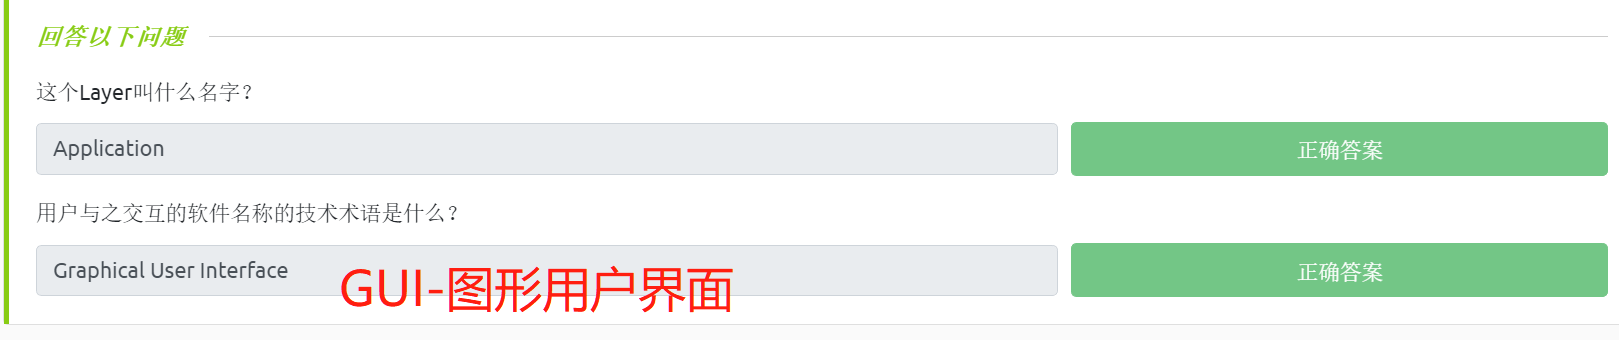 回答以下问题
这个Layer叫什么名字？
Application
正确答案
用户与之交互的软件名称的技术术语是什么？
Graphical User Interface
GUI-图形用户界面
正确答案